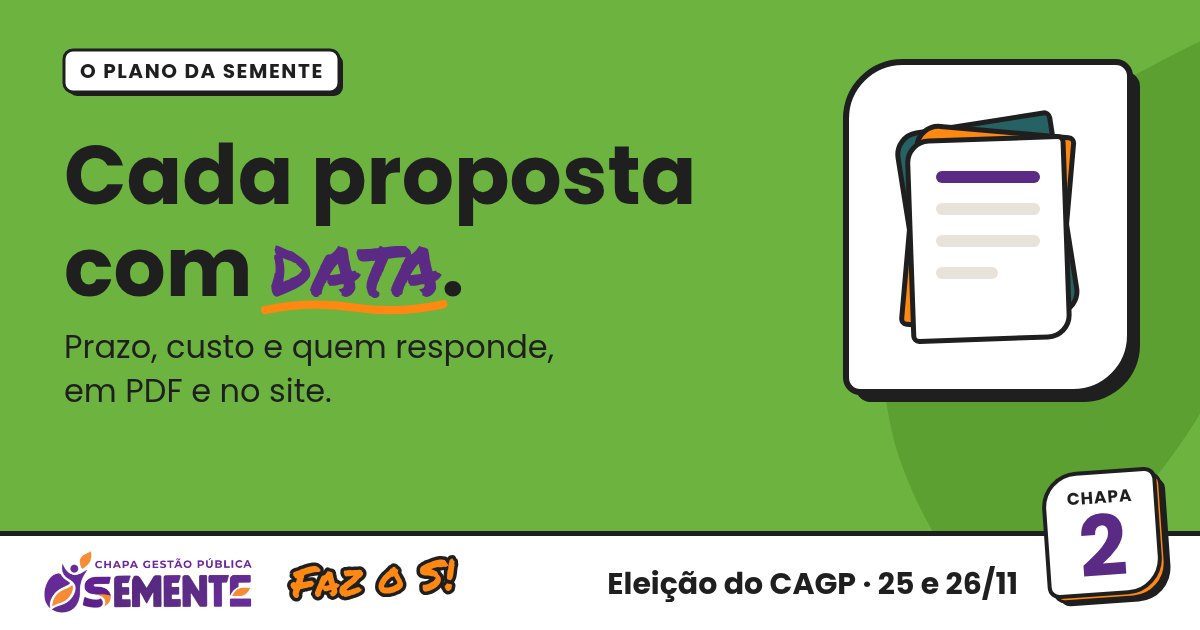 O PLANO DA SEMENTE
Cada proposta
com DATA.
Prazo, custo e quem responde,
em PDF e no site.
CHAPA
2
CHAPA GESTÃO PÚBLICA
SEMENTE
FAZ O S!
Eleição do CAGP · 25 e 26/11